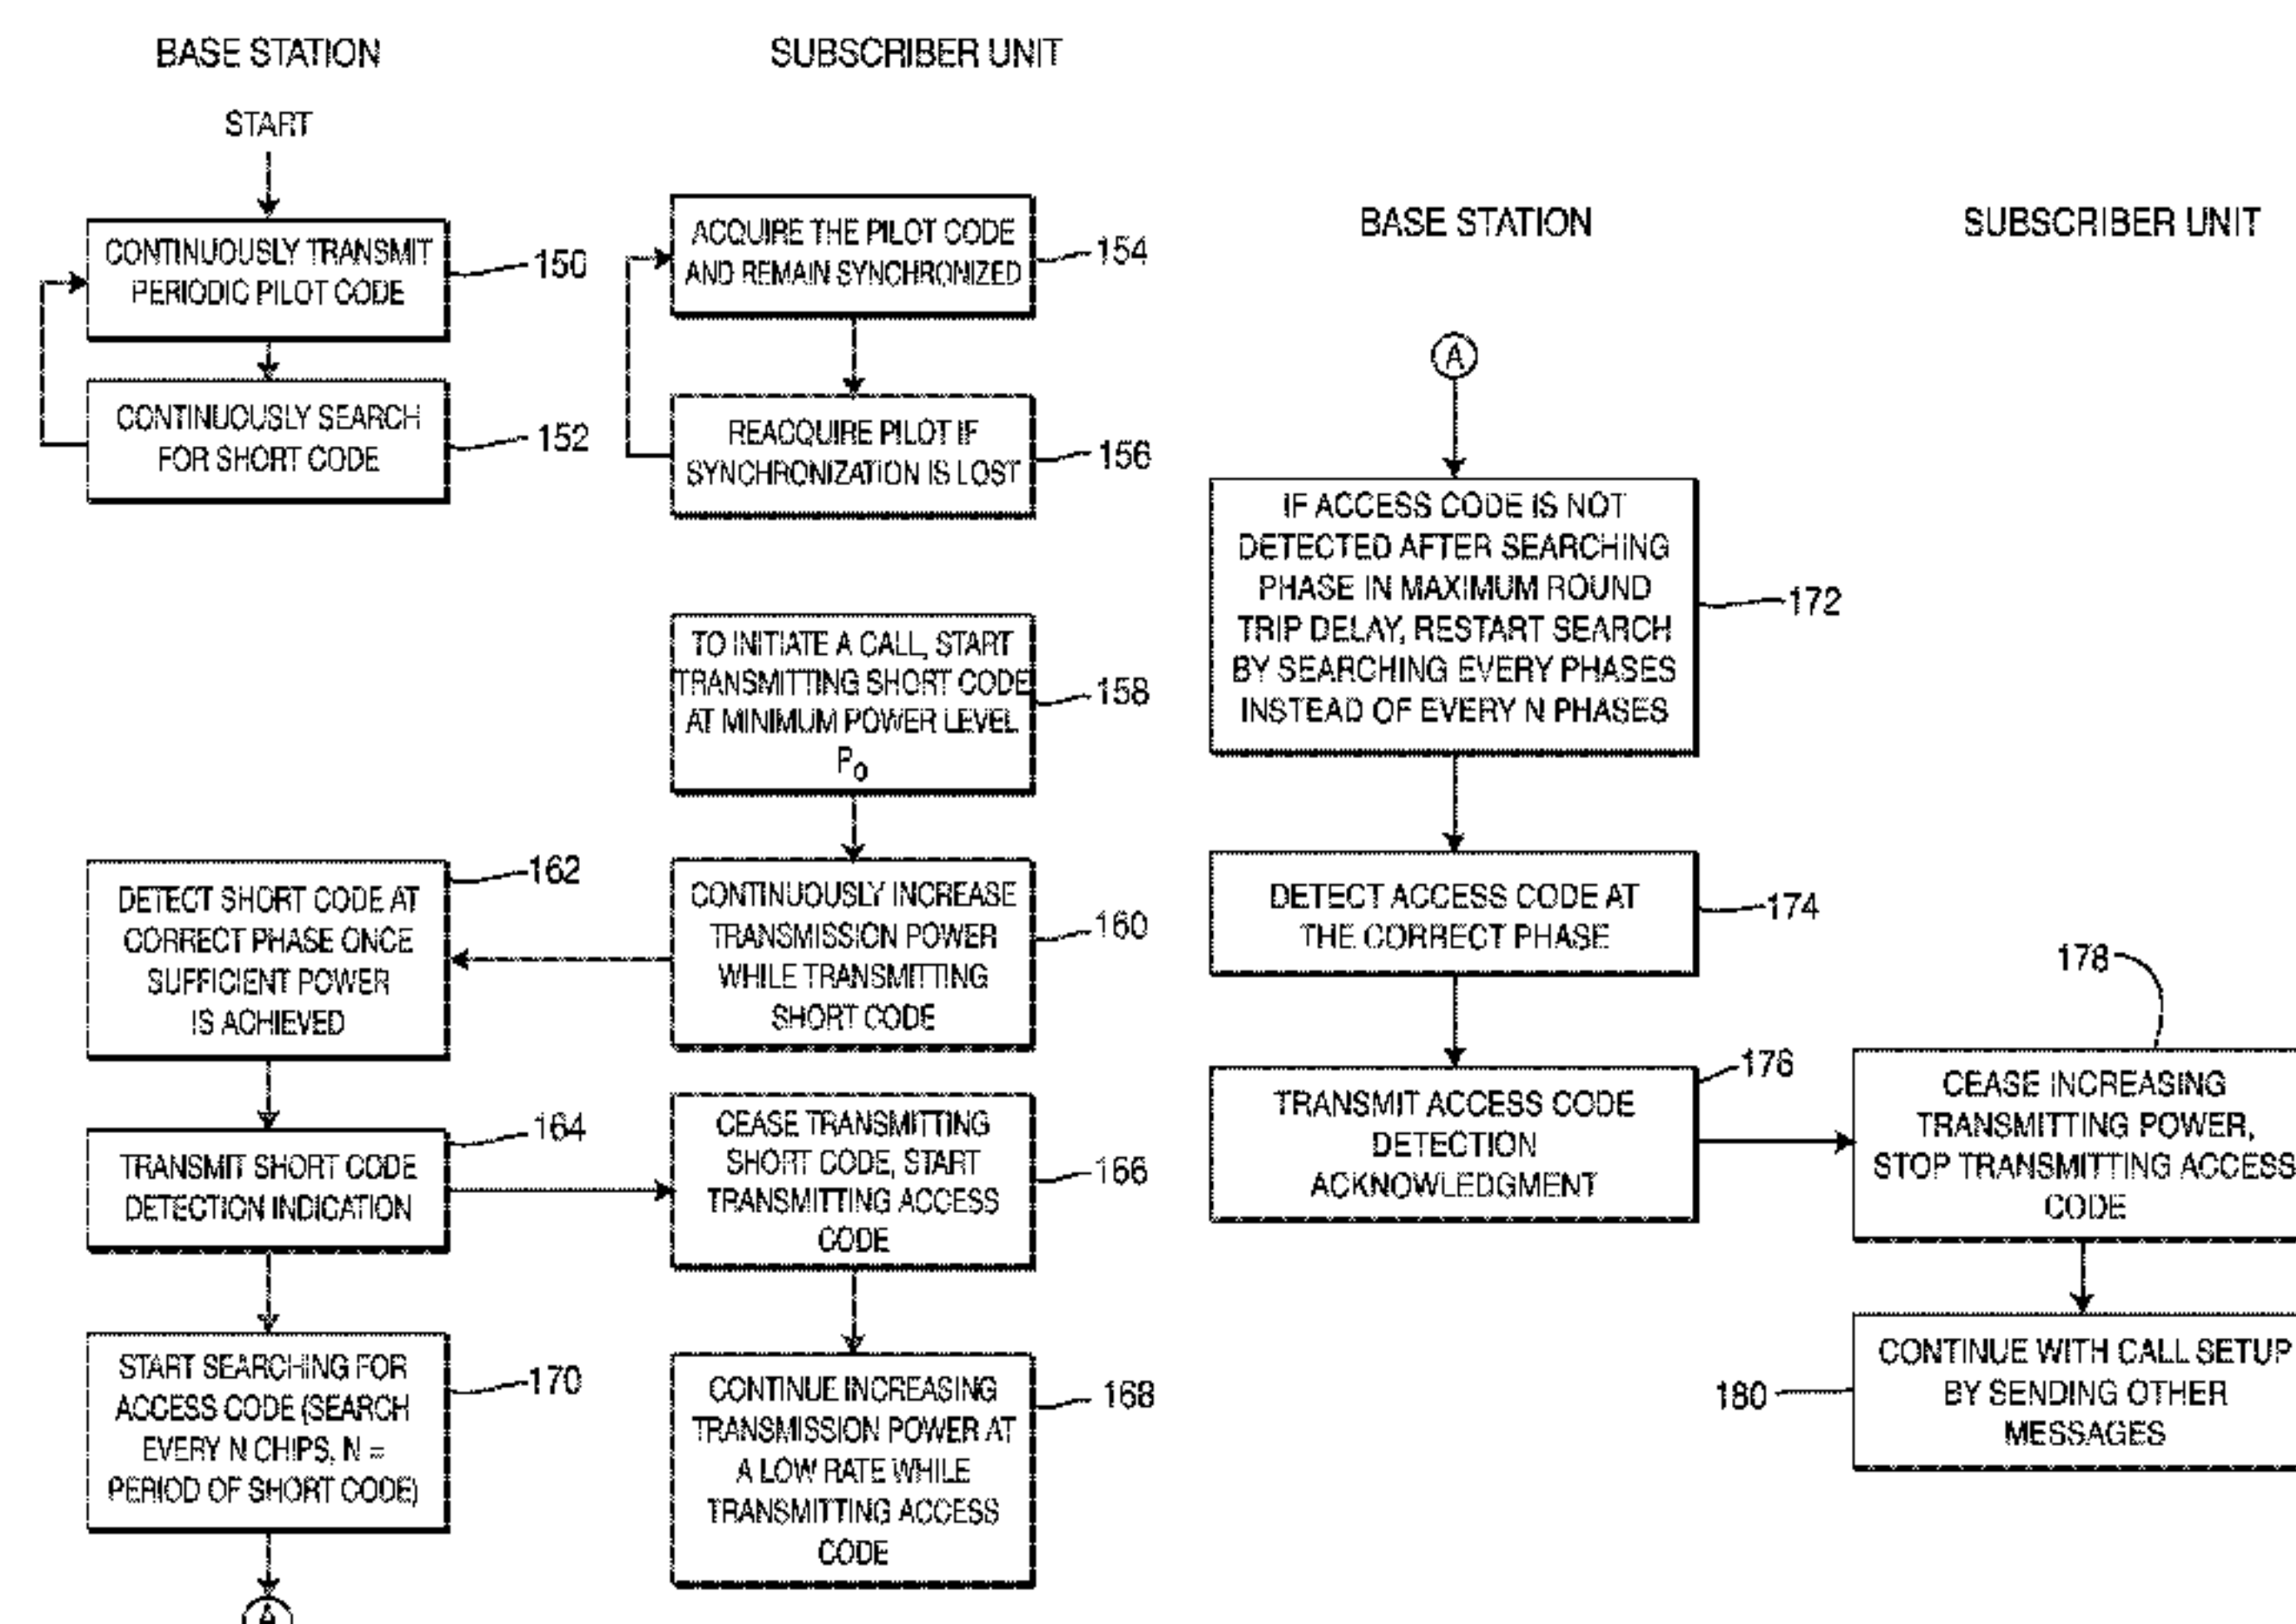 BASE STATION
SUBSCRIBER UNIT
START
CONTINUOUSLY TRANSMIT
PERIODIC PILOT CODE
150
CONTINUOUSLY SEARCH
FOR SHORT CODE
152
ACQUIRE THE PILOT CODE
AND REMAIN SYNCHRONIZED
154
REACQUIRE PILOT IF
SYNCHRONIZATION IS LOST
156
TO INITIATE A CALL, START
TRANSMITTING SHORT CODE
AT MINIMUM POWER LEVEL
P0
158
DETECT SHORT CODE AT
CORRECT PHASE ONCE
SUFFICIENT POWER
IS ACHIEVED
162
CONTINUOUSLY INCREASE
TRANSMISSION POWER
WHILE TRANSMITTING
SHORT CODE
160
TRANSMIT SHORT CODE
DETECTION INDICATION
164
CEASE TRANSMITTING
SHORT CODE, START
TRANSMITTING ACCESS
CODE
166
START SEARCHING FOR
ACCESS CODE (SEARCH
EVERY N CHIPS, N =
PERIOD OF SHORT CODE)
170
CONTINUE INCREASING
TRANSMISSION POWER AT
A LOW RATE WHILE
TRANSMITTING ACCESS
CODE
168
A
BASE STATION
SUBSCRIBER UNIT
A
IF ACCESS CODE IS NOT
DETECTED AFTER SEARCHING
PHASE IN MAXIMUM ROUND
TRIP DELAY, RESTART SEARCH
BY SEARCHING EVERY PHASES
INSTEAD OF EVERY N PHASES
172
DETECT ACCESS CODE AT
THE CORRECT PHASE
174
TRANSMIT ACCESS CODE
DETECTION
ACKNOWLEDGMENT
176
178
CEASE INCREASING
TRANSMITTING POWER,
STOP TRANSMITTING ACCESS
CODE
CONTINUE WITH CALL SETUP
BY SENDING OTHER
MESSAGES
180